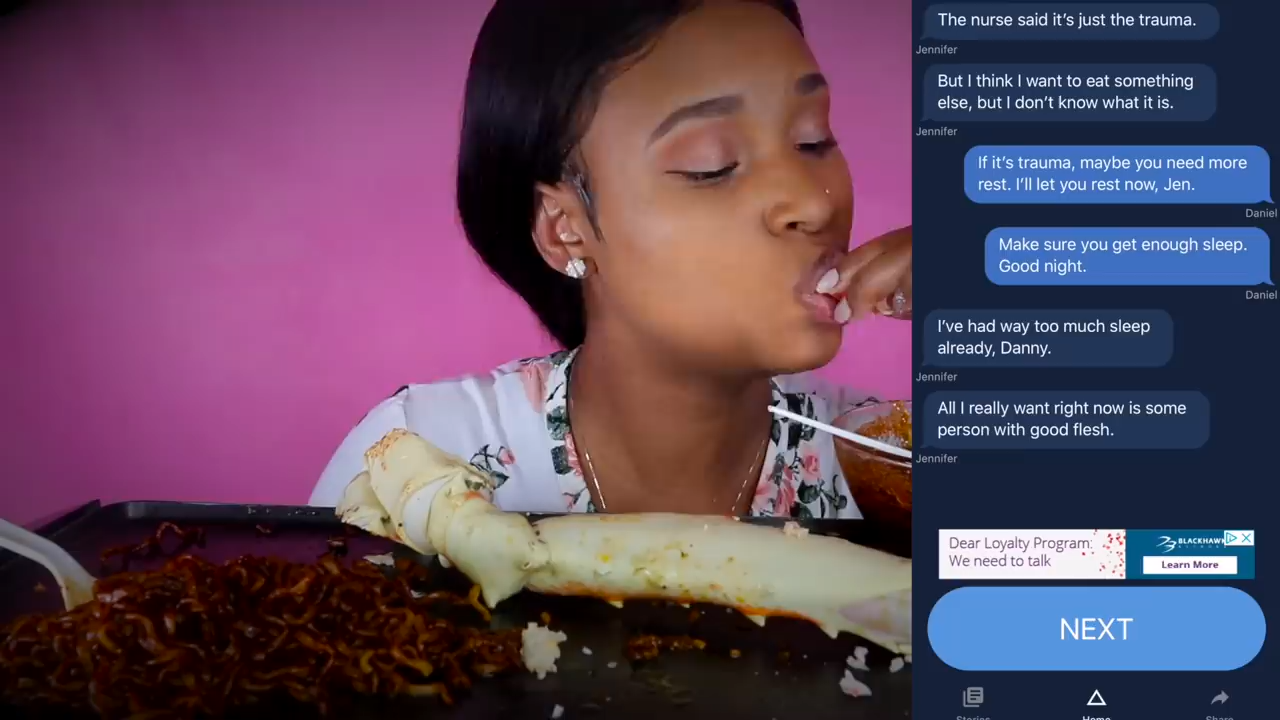 The nurse said it's just the trauma.
Jennifer
But I think I want to eat something
else, but I don't know what it is.
Jennifer
If it's trauma, maybe you need more
rest. I'll let you rest now, Jen.
Daniel
Make sure you get enough sleep.
Good night.
Daniel
I've had way too much sleep
already, Danny.
Jennifer
All I really want right now is some
person with good flesh.
Jennifer
Dear Loyalty Program:
We need to talk
BLACKHAWK
NETWORK
Learn More
NEXT
Stories
Home
Share